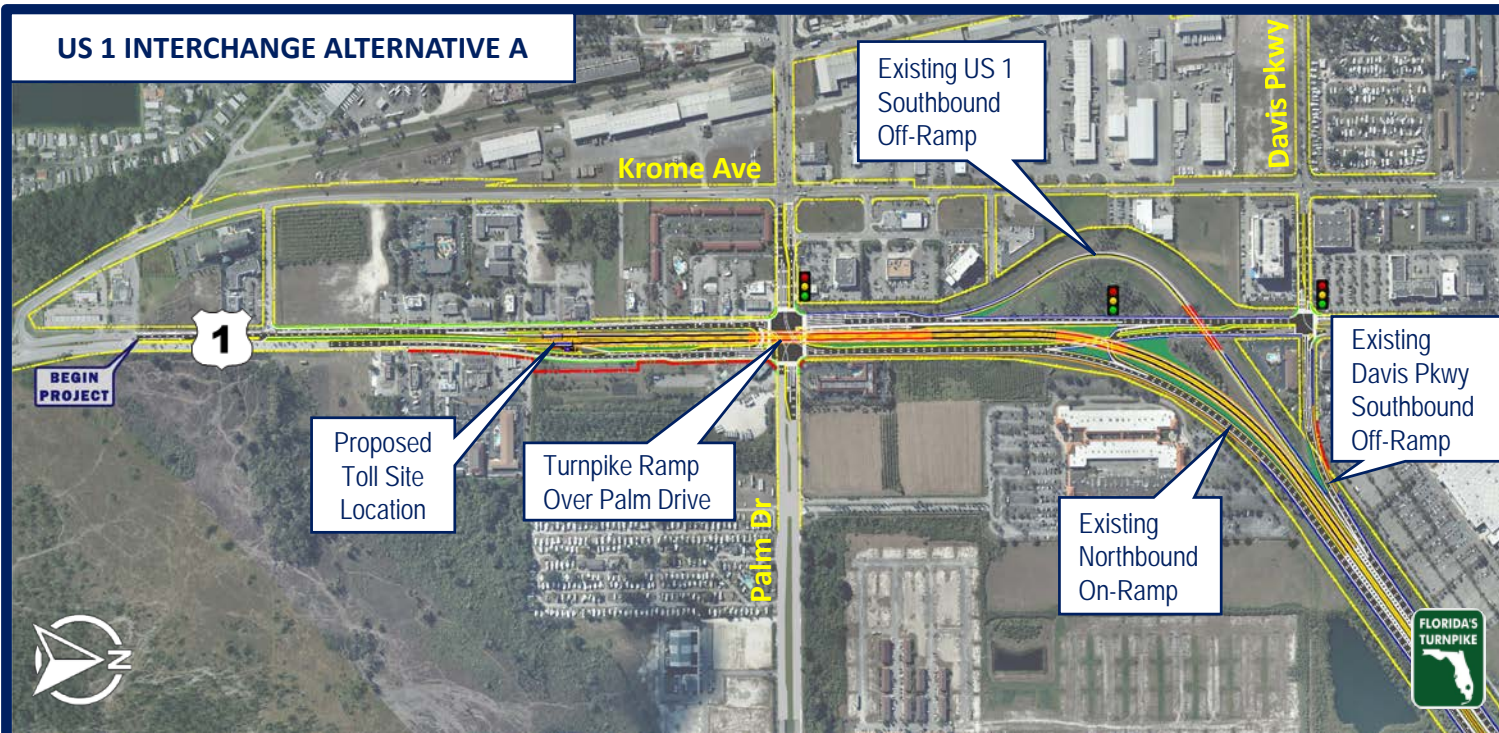 US 1 INTERCHANGE ALTERNATIVE A
Existing US 1
Southbound
Off-Ramp
Davis Pkwy
Krome Ave
1
BEGIN
PROJECT
Proposed
Toll Site
Location
Turnpike Ramp
Over Palm Drive
Palm Dr
Existing
Northbound
On-Ramp
Existing
Davis Pkwy
Southbound
Off-Ramp
N
FLORIDA'S
TURNPIKE